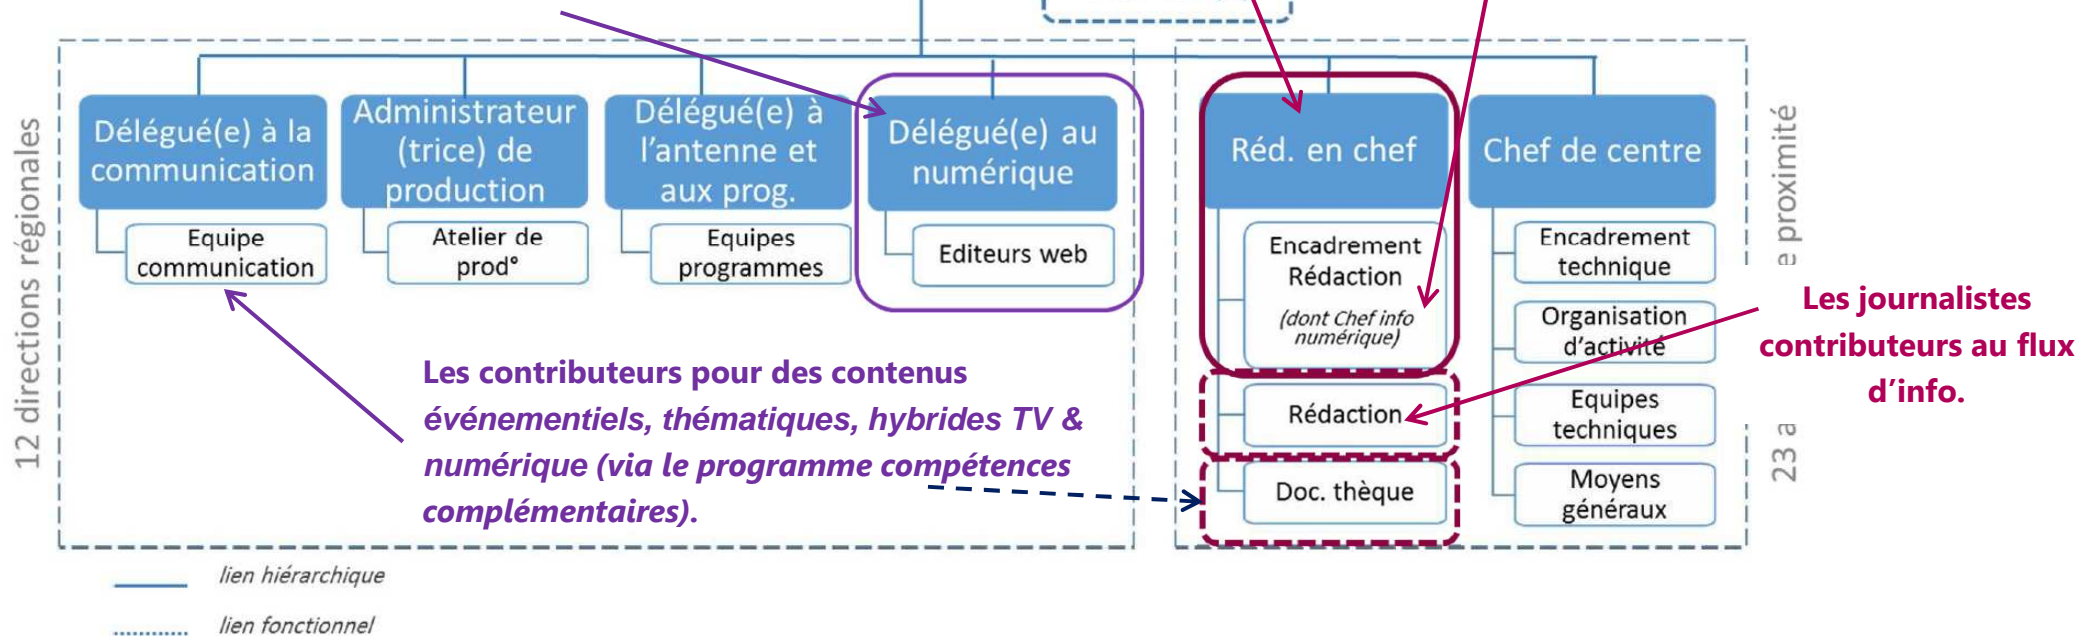 12 directions régionales
Délégué(e) à la
communication
Equipe
communication
Administrateur
(trice) de
production
Atelier de
prod°
Délégué(e) à
l'antenne et
aux prog.
Equipes
programmes
Délégué(e) au
numérique
Editeurs web
Les contributeurs pour des contenus
événementiels, thématiques, hybrides TV &
numérique (via le programme compétences
complémentaires).
Réd. en chef
Encadrement
Rédaction
(dont Chef info
numérique)
Rédaction
Doc. thèque
Chef de centre
Encadrement
technique
Organisation
d'activité
Equipes
techniques
Moyens
généraux
23 a
e proximité
Les journalistes
contributeurs au flux
d'info.
lien hiérarchique
lien fonctionnel